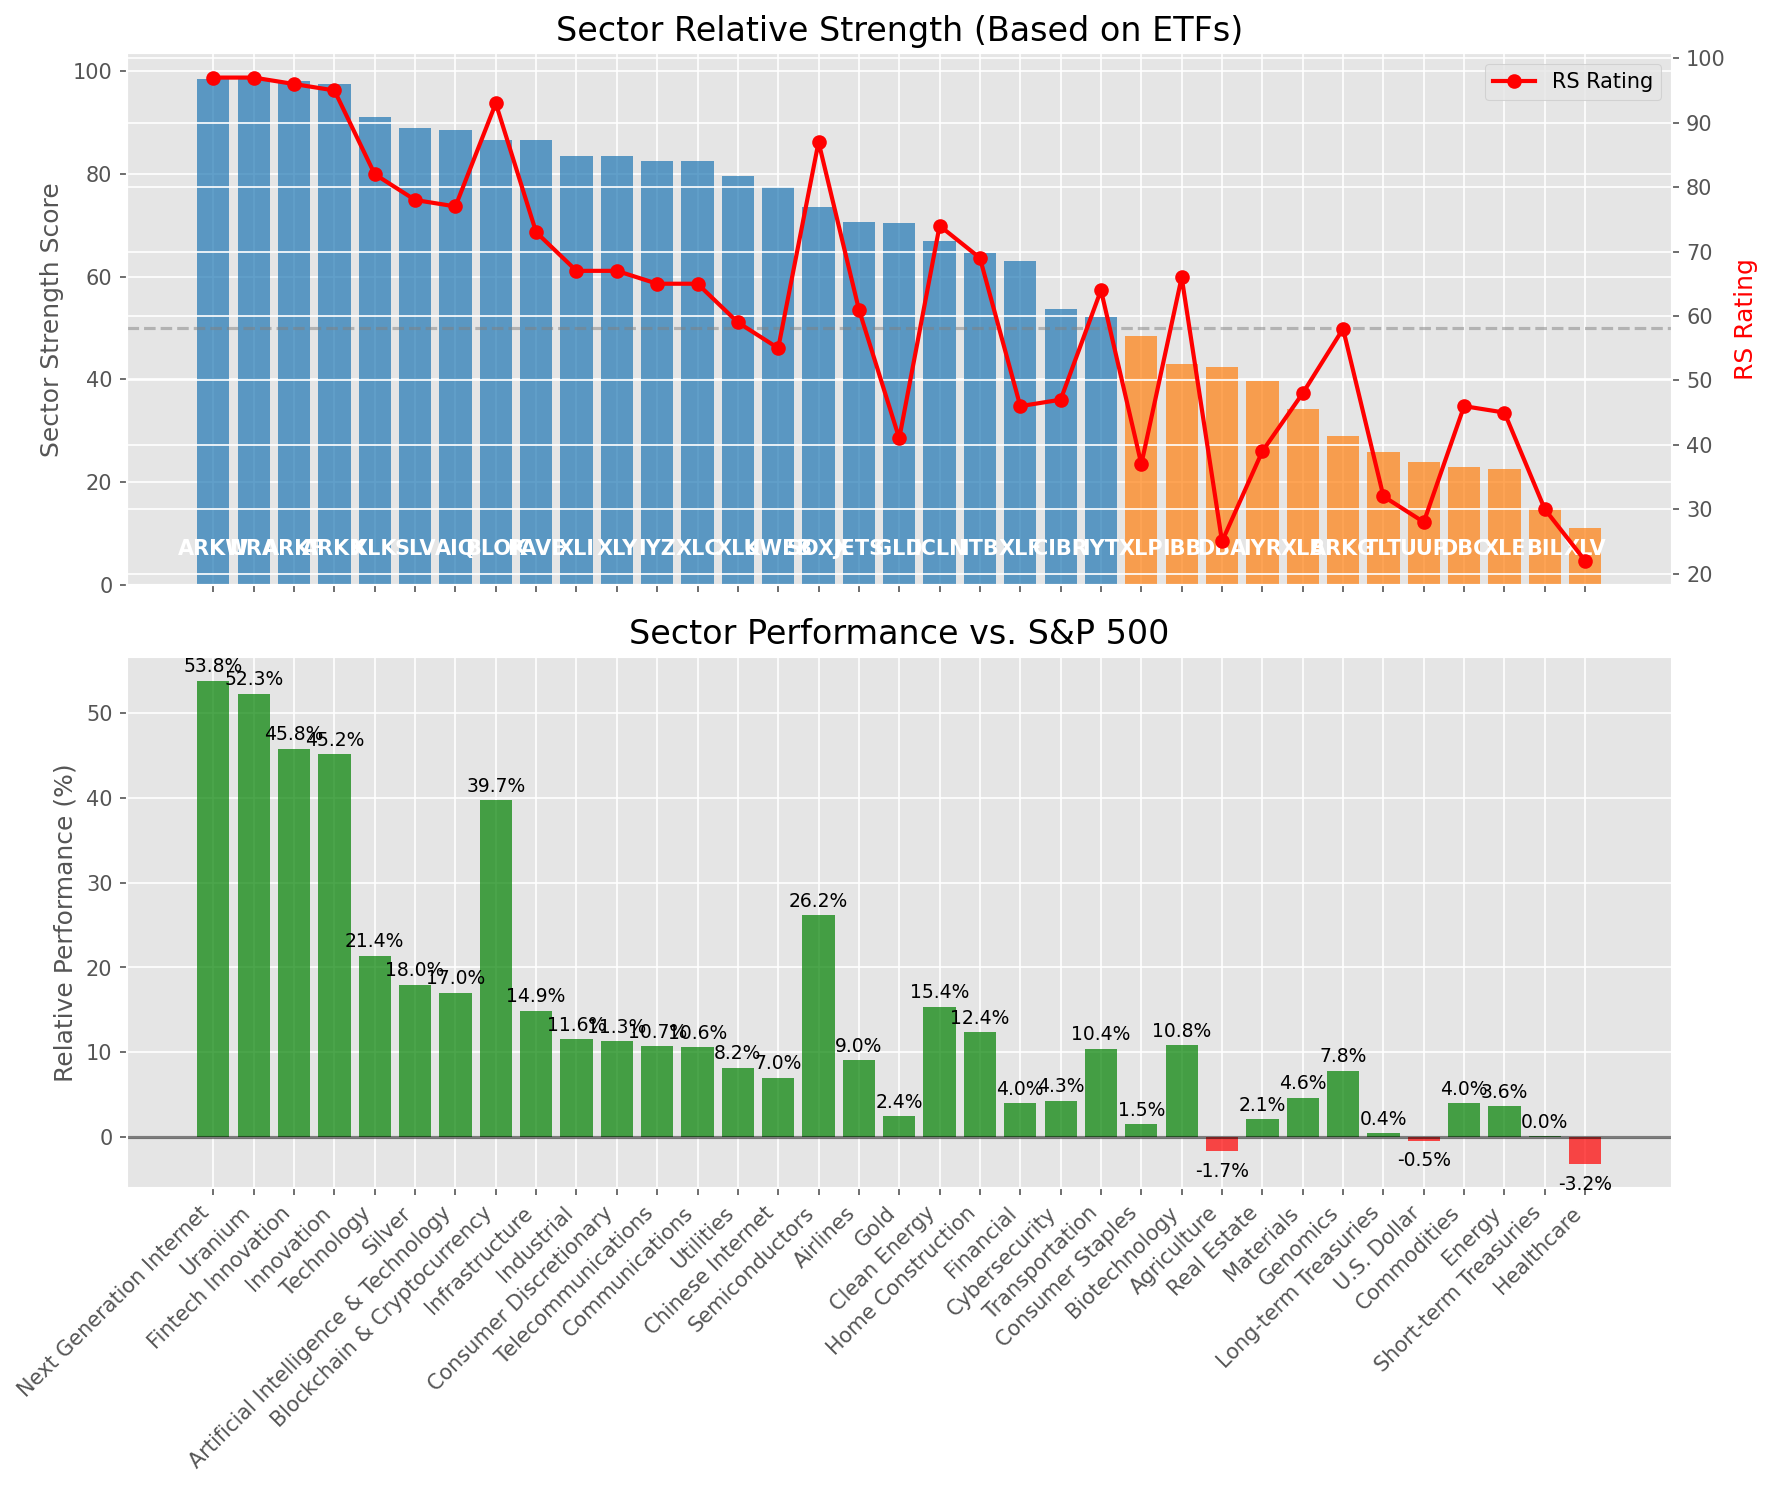 Sector Relative Strength (Based on ETFs)
100
80
60
40
20
0
Sector Strength Score
RS Rating
100
90
80
70
60
50
40
30
20
RS Rating
ARKW URA ARKF ARKK XLK SLV AIQ BLOK PAVE XLI XLY IYZ XLC XLU KWEB SOXX JETS GLD ICLN ITB XLF CIBR IYT XLP IBB DBA IYR XLB ARKG TLT UUP DBC XLE BIL XLV
Sector Performance vs. S&P 500
50
40
30
20
10
0
Relative Performance (%)
53.8% 52.3% 45.8% 45.2% 21.4% 18.0% 17.0% 39.7% 14.9% 11.6% 11.3% 10.7% 10.6% 8.2% 7.0% 26.2% 9.0% 2.4% 15.4% 12.4% 4.0% 4.3% 10.4% 1.5% 10.8% -1.7% 2.1% 4.6% 7.8% 0.4% -0.5% 4.0% 3.6% 0.0% -3.2%
Next Generation Internet
Uranium
Fintech Innovation
Innovation
Technology
Silver
Artificial Intelligence & Technology
Blockchain & Cryptocurrency
Infrastructure
Industrial
Consumer Discretionary
Telecommunications
Communications
Utilities
Chinese Internet
Semiconductors
Airlines
Gold
Clean Energy
Home Construction
Financial
Cybersecurity
Transportation
Consumer Staples
Biotechnology
Agriculture
Real Estate
Materials
Genomics
Long-term Treasuries
U.S. Dollar
Commodities
Energy
Short-term Treasuries
Healthcare